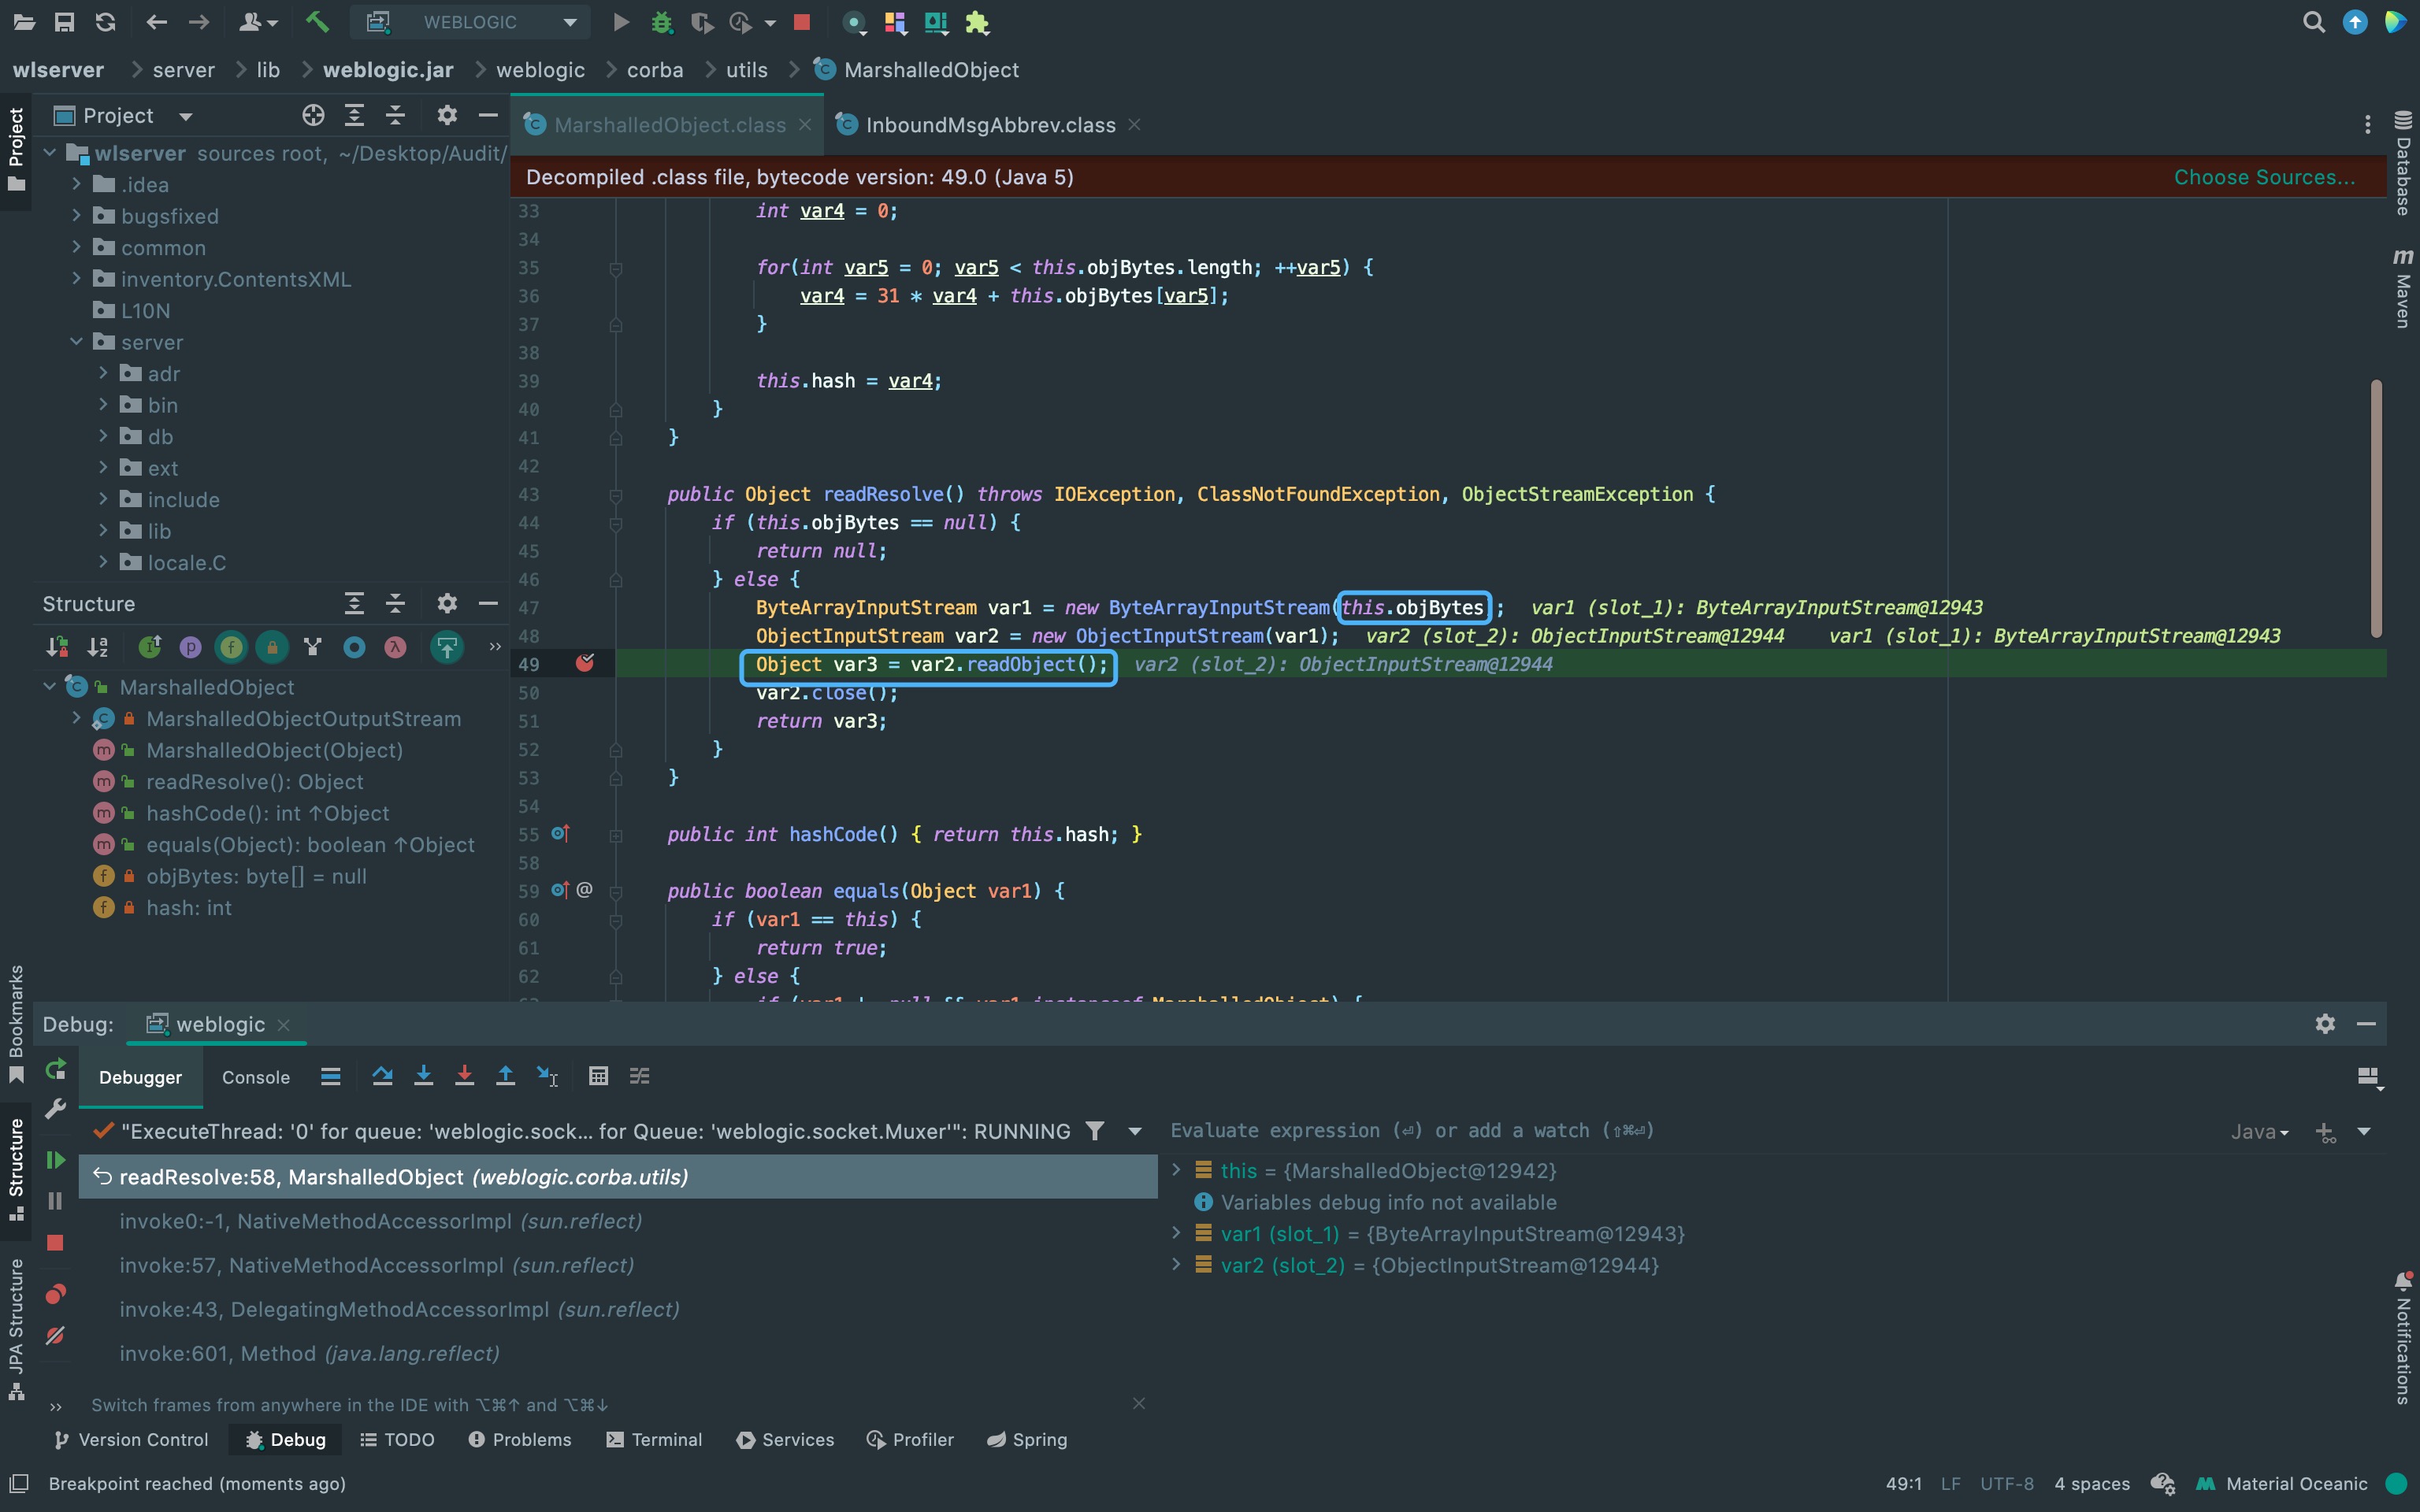 WEBLOGIC
wlserver server lib weblogic.jar weblogic corba utils MarshalledObject
Project
MarshalledObject.class InboundMsgAbbrev.class
Decompiled .class file, bytecode version: 49.0 (Java 5) Choose Sources...
Project
wlserver sources root, ~/Desktop/Audit/
.idea
bugsfixed
common
inventory.ContentsXML
L10N
server
adr
bin
db
ext
include
lib
locale.C
Structure
MarshalledObject
MarshalledObjectOutputStream
MarshalledObject(Object)
readResolve(): Object
hashCode(): int ↑Object
equals(Object): boolean ↑Object
objBytes: byte[] = null
hash: int
33 int var4 = 0;
34
35 for(int var5 = 0; var5 < this.objBytes.length; ++var5) {
36 var4 = 31 * var4 + this.objBytes[var5];
37 }
38
39 this.hash = var4;
40 }
41 }
42
43 public Object readResolve() throws IOException, ClassNotFoundException, ObjectStreamException {
44 if (this.objBytes == null) {
45 return null;
46 } else {
47 ByteArrayInputStream var1 = new ByteArrayInputStream(this.objBytes); var1 (slot_1): ByteArrayInputStream@12943
48 ObjectInputStream var2 = new ObjectInputStream(var1); var2 (slot_2): ObjectInputStream@12944 var1 (slot_1): ByteArrayInputStream@12943
49 Object var3 = var2.readObject(); var2 (slot_2): ObjectInputStream@12944
50 var2.close();
51 return var3;
52 }
53 }
54
55 public int hashCode() { return this.hash; }
58
59 @ public boolean equals(Object var1) {
60 if (var1 == this) {
61 return true;
62 } else {
63 if (var1 != null && var1 instanceof MarshalledObject) {
Database
Maven
Bookmarks
Structure
JPA Structure
Notifications
Debug: weblogic
Debugger Console
"ExecuteThread: '0' for queue: 'weblogic.sock... for Queue: 'weblogic.socket.Muxer'": RUNNING
readResolve:58, MarshalledObject (weblogic.corba.utils)
invoke0:-1, NativeMethodAccessorImpl (sun.reflect)
invoke:57, NativeMethodAccessorImpl (sun.reflect)
invoke:43, DelegatingMethodAccessorImpl (sun.reflect)
invoke:601, Method (java.lang.reflect)
Switch frames from anywhere in the IDE with ⌥⌘↑ and ⌥⌘↓
Evaluate expression (⏎) or add a watch (⇧⌘⏎) Java
this = {MarshalledObject@12942}
Variables debug info not available
var1 (slot_1) = {ByteArrayInputStream@12943}
var2 (slot_2) = {ObjectInputStream@12944}
Version Control Debug TODO Problems Terminal Services Profiler Spring
Breakpoint reached (moments ago) 49:1 LF UTF-8 4 spaces Material Oceanic